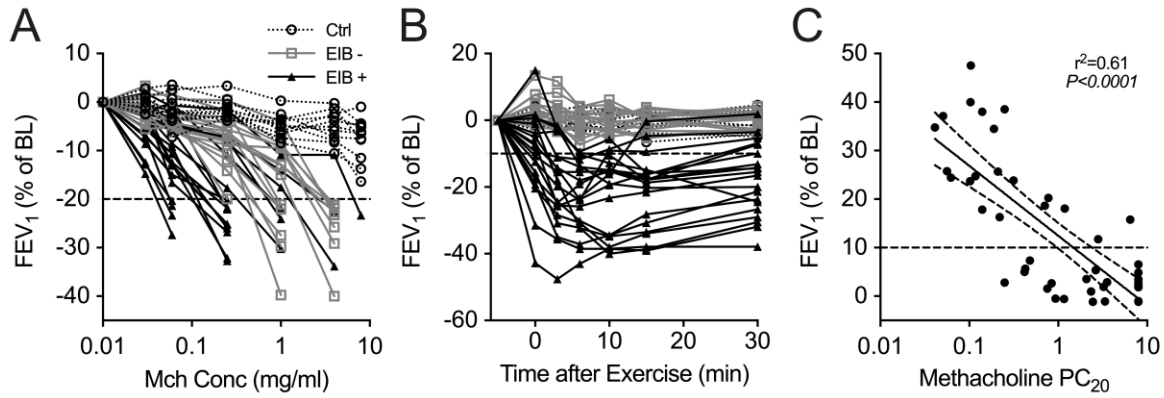 A
Ctrl
EIB -
EIB +
FEV1 (% of BL)
10
0
-10
-20
-30
-40
0.01
0.1
1
10
Mch Conc (mg/ml)
B
FEV1 (% of BL)
40
20
0
-20
-40
-60
0
10
20
30
Time after Exercise (min)
C
r²=0.61
P<0.0001
FEV1 (% of BL)
50
40
30
20
10
0
0.01
0.1
1
10
Methacholine PC20